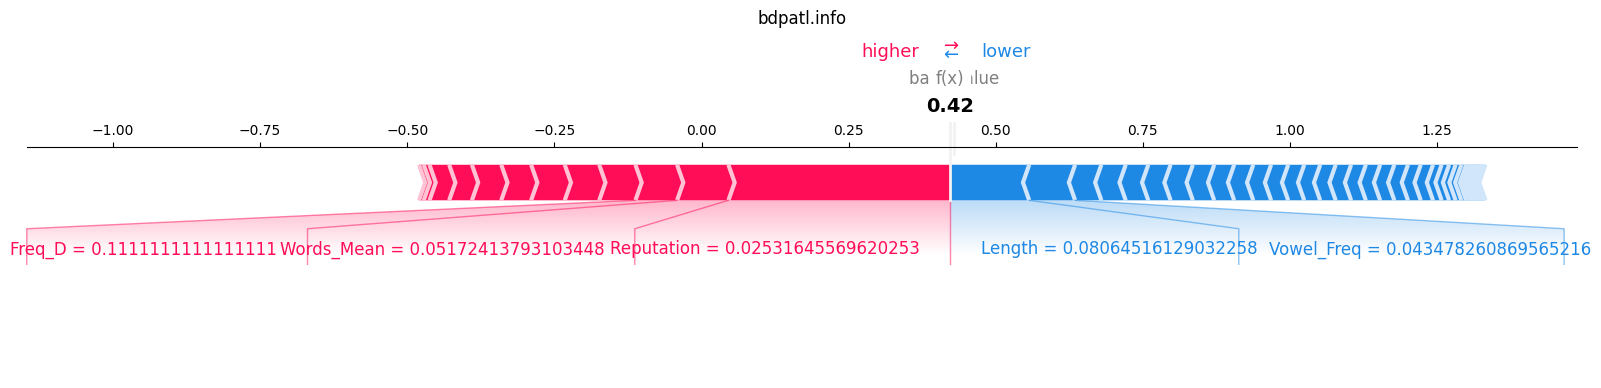 bdpatl.info
higher ⇄ lower
f(x)
0.42
−1.00 −0.75 −0.50 −0.25 0.00 0.25 0.50 0.75 1.00 1.25
Freq_D = 0.1111111111111111 Words_Mean = 0.05172413793103448 Reputation = 0.02531645569620253 Length = 0.08064516129032258 Vowel_Freq = 0.043478260869565216